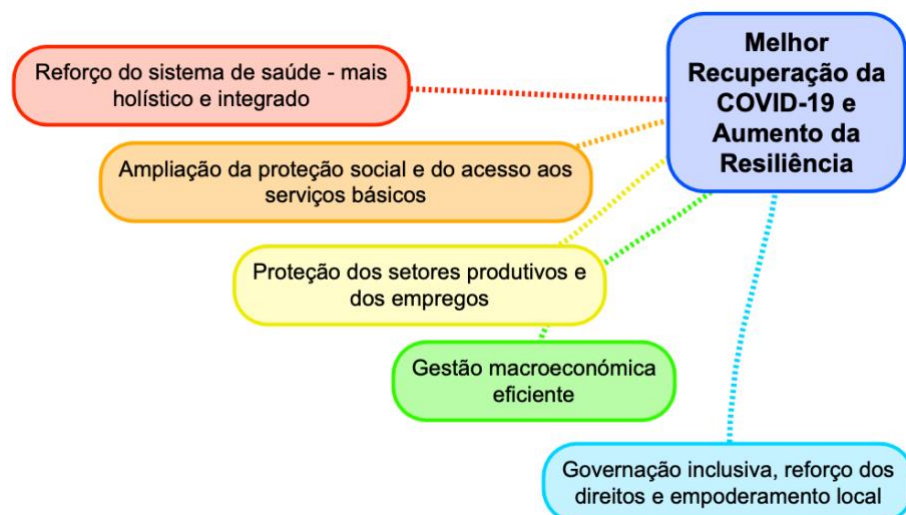 Melhor
Recuperação da
COVID-19 e
Aumento da
Resiliência
Reforço do sistema de saúde - mais
holístico e integrado
Ampliação da proteção social e do acesso aos
serviços básicos
Proteção dos setores produtivos e
dos empregos
Gestão macroeconómica
eficiente
Governação inclusiva, reforço dos
direitos e empoderamento local